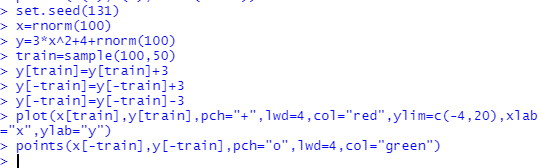 > set.seed(131)
> x=rnorm(100)
> y=3*x^2+4+rnorm(100)
> train=sample(100,50)
> y[train]=y[train]+3
> y[-train]=y[-train]+3
> y[-train]=y[-train]-3
> plot(x[train],y[train],pch="+",lwd=4,col="red",ylim=c(-4,20),xlab
="x",ylab="y")
> points(x[-train],y[-train],pch="o",lwd=4,col="green")
>